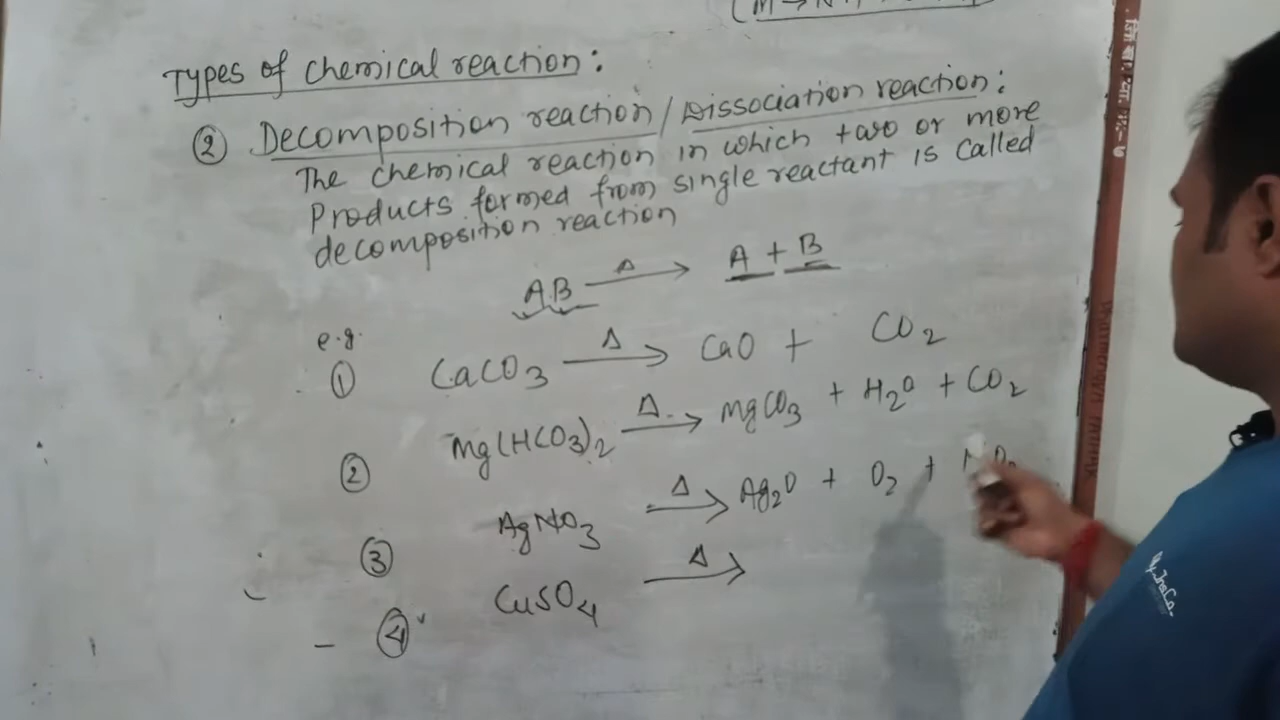 Types of chemical reaction:
② Decomposition reaction / Dissociation reaction:
The chemical reaction in which two or more
Products formed from single reactant is called
decomposition reaction
AB —Δ→ A + B
e.g.
① CaCO3 —Δ→ CaO + CO2
② Mg(HCO3)2 —Δ→ MgCO3 + H2O + CO2
③ AgNO3 —Δ→ Ag2O + O2 +
④ CuSO4 —Δ→